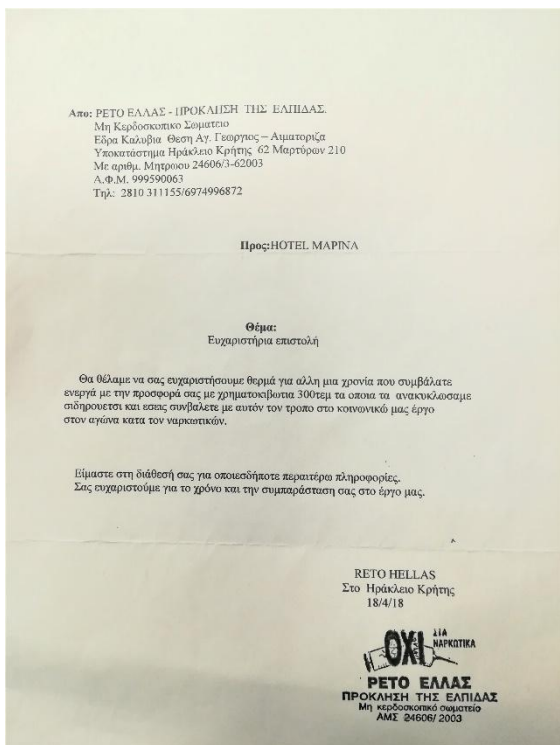 Απο: ΡΕΤΟ ΕΛΛΑΣ - ΠΡΟΚΛΗΣΗ ΤΗΣ ΕΛΠΙΔΑΣ.
Μη Κερδοσκοπικο Σωματειο
Εδρα Καλυβια Θεση Αγ. Γεωργιος – Αιματοριζα
Υποκατάστημα Ηράκλειο Κρήτης 62 Μαρτύρων 210
Με αριθμ. Μητρωου 24606/3-62003
Α.Φ.Μ. 999590063
Τηλ: 2810 311155/6974996872
Προς:HOTEL ΜΑΡΙΝΑ
Θέμα:
Ευχαριστήρια επιστολή
Θα θέλαμε να σας ευχαριστήσουμε θερμά για αλλη μια χρονία που συμβάλατε
ενεργά με την προσφορά σας με χρηματοκιβωτια 300τεμ τα οποια τα ανακυκλωσαμε
σιδηρουετσι και εσεις συνβαλετε με αυτόν τον τροπο στο κοινωνικώ μας έργο
στον αγώνα κατα τον ναρκωτικών.
Είμαστε στη διάθεσή σας για οποιεσδήποτε περαιτέρω πληροφορίες.
Σας ευχαριστούμε για το χρόνο και την συμπαράσταση σας στο έργο μας.
RETO HELLAS
Στο Ηράκλειο Κρήτης
18/4/18
ΟΧΙ ΣΤΑ
ΝΑΡΚΩΤΙΚΑ
ΡΕΤΟ ΕΛΛΑΣ
ΠΡΟΚΛΗΣΗ ΤΗΣ ΕΛΠΙΔΑΣ
Μη κερδοσκοπικό σωματείο
ΑΜΣ 24606/ 2003